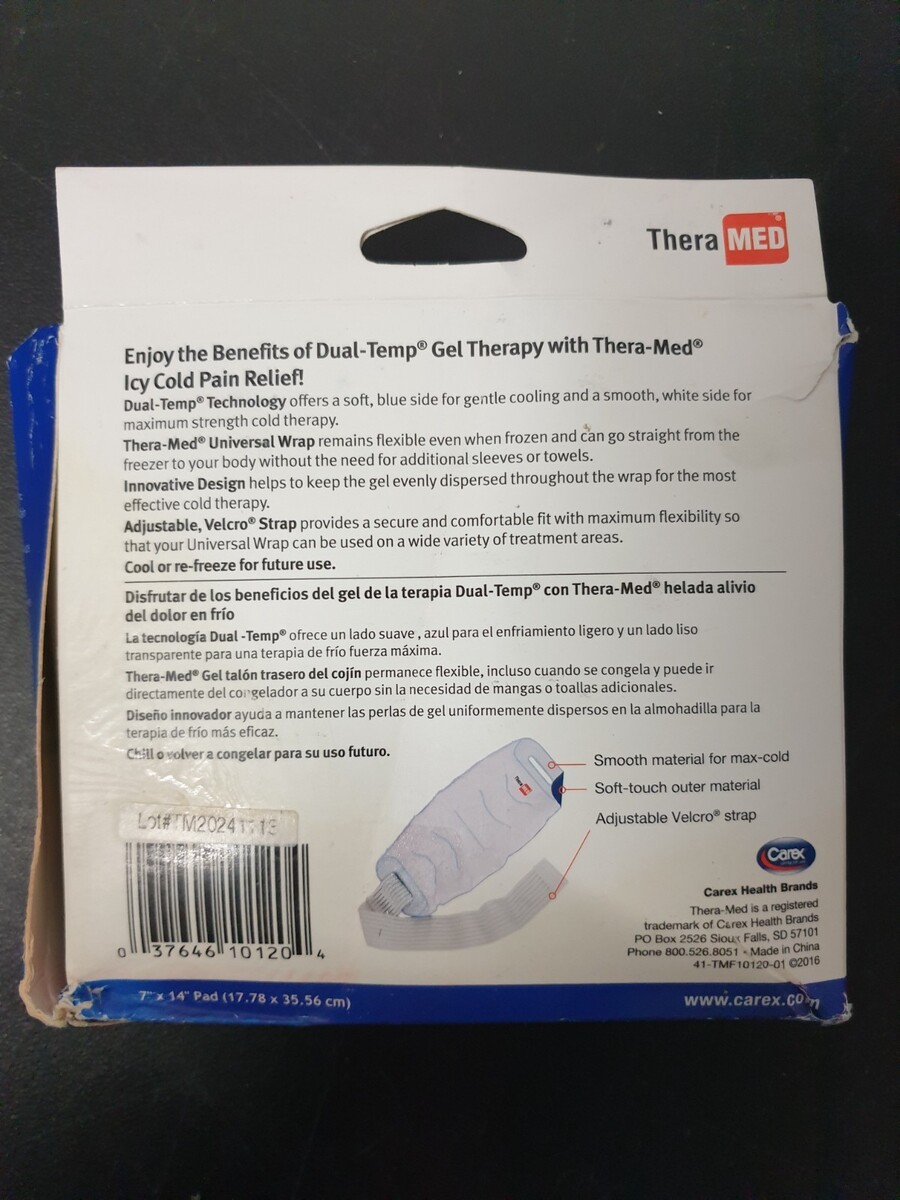 Thera MED®
Enjoy the Benefits of Dual-Temp® Gel Therapy with Thera-Med®
Icy Cold Pain Relief!
Dual-Temp® Technology offers a soft, blue side for gentle cooling and a smooth, white side for
maximum strength cold therapy.
Thera-Med® Universal Wrap remains flexible even when frozen and can go straight from the
freezer to your body without the need for additional sleeves or towels.
Innovative Design helps to keep the gel evenly dispersed throughout the wrap for the most
effective cold therapy.
Adjustable, Velcro® Strap provides a secure and comfortable fit with maximum flexibility so
that your Universal Wrap can be used on a wide variety of treatment areas.
Cool or re-freeze for future use.
Disfrutar de los beneficios del gel de la terapia Dual-Temp® con Thera-Med® helada alivio
del dolor en frío
La tecnología Dual -Temp® ofrece un lado suave , azul para el enfriamiento ligero y un lado liso
transparente para una terapia de frío fuerza máxima.
Thera-Med® Gel talón trasero del cojín permanece flexible, incluso cuando se congela y puede ir
directamente del congelador a su cuerpo sin la necesidad de mangas o toallas adicionales.
Diseño innovador ayuda a mantener las perlas de gel uniformemente dispersos en la almohadilla para la
terapia de frío más eficaz.
Chill o volver a congelar para su uso futuro.
Smooth material for max-cold
Soft-touch outer material
Adjustable Velcro® strap
Thera MED
Lot#
0 37646 10120 4
Carex
Carex Health Brands
Thera-Med is a registered
trademark of Carex Health Brands
PO Box 2526 Sioux Falls, SD 57101
Phone 800.526.8051 • Made in China
41-TMF10120-01 ©2016
7" x 14" Pad (17.78 x 35.56 cm)
www.carex.com